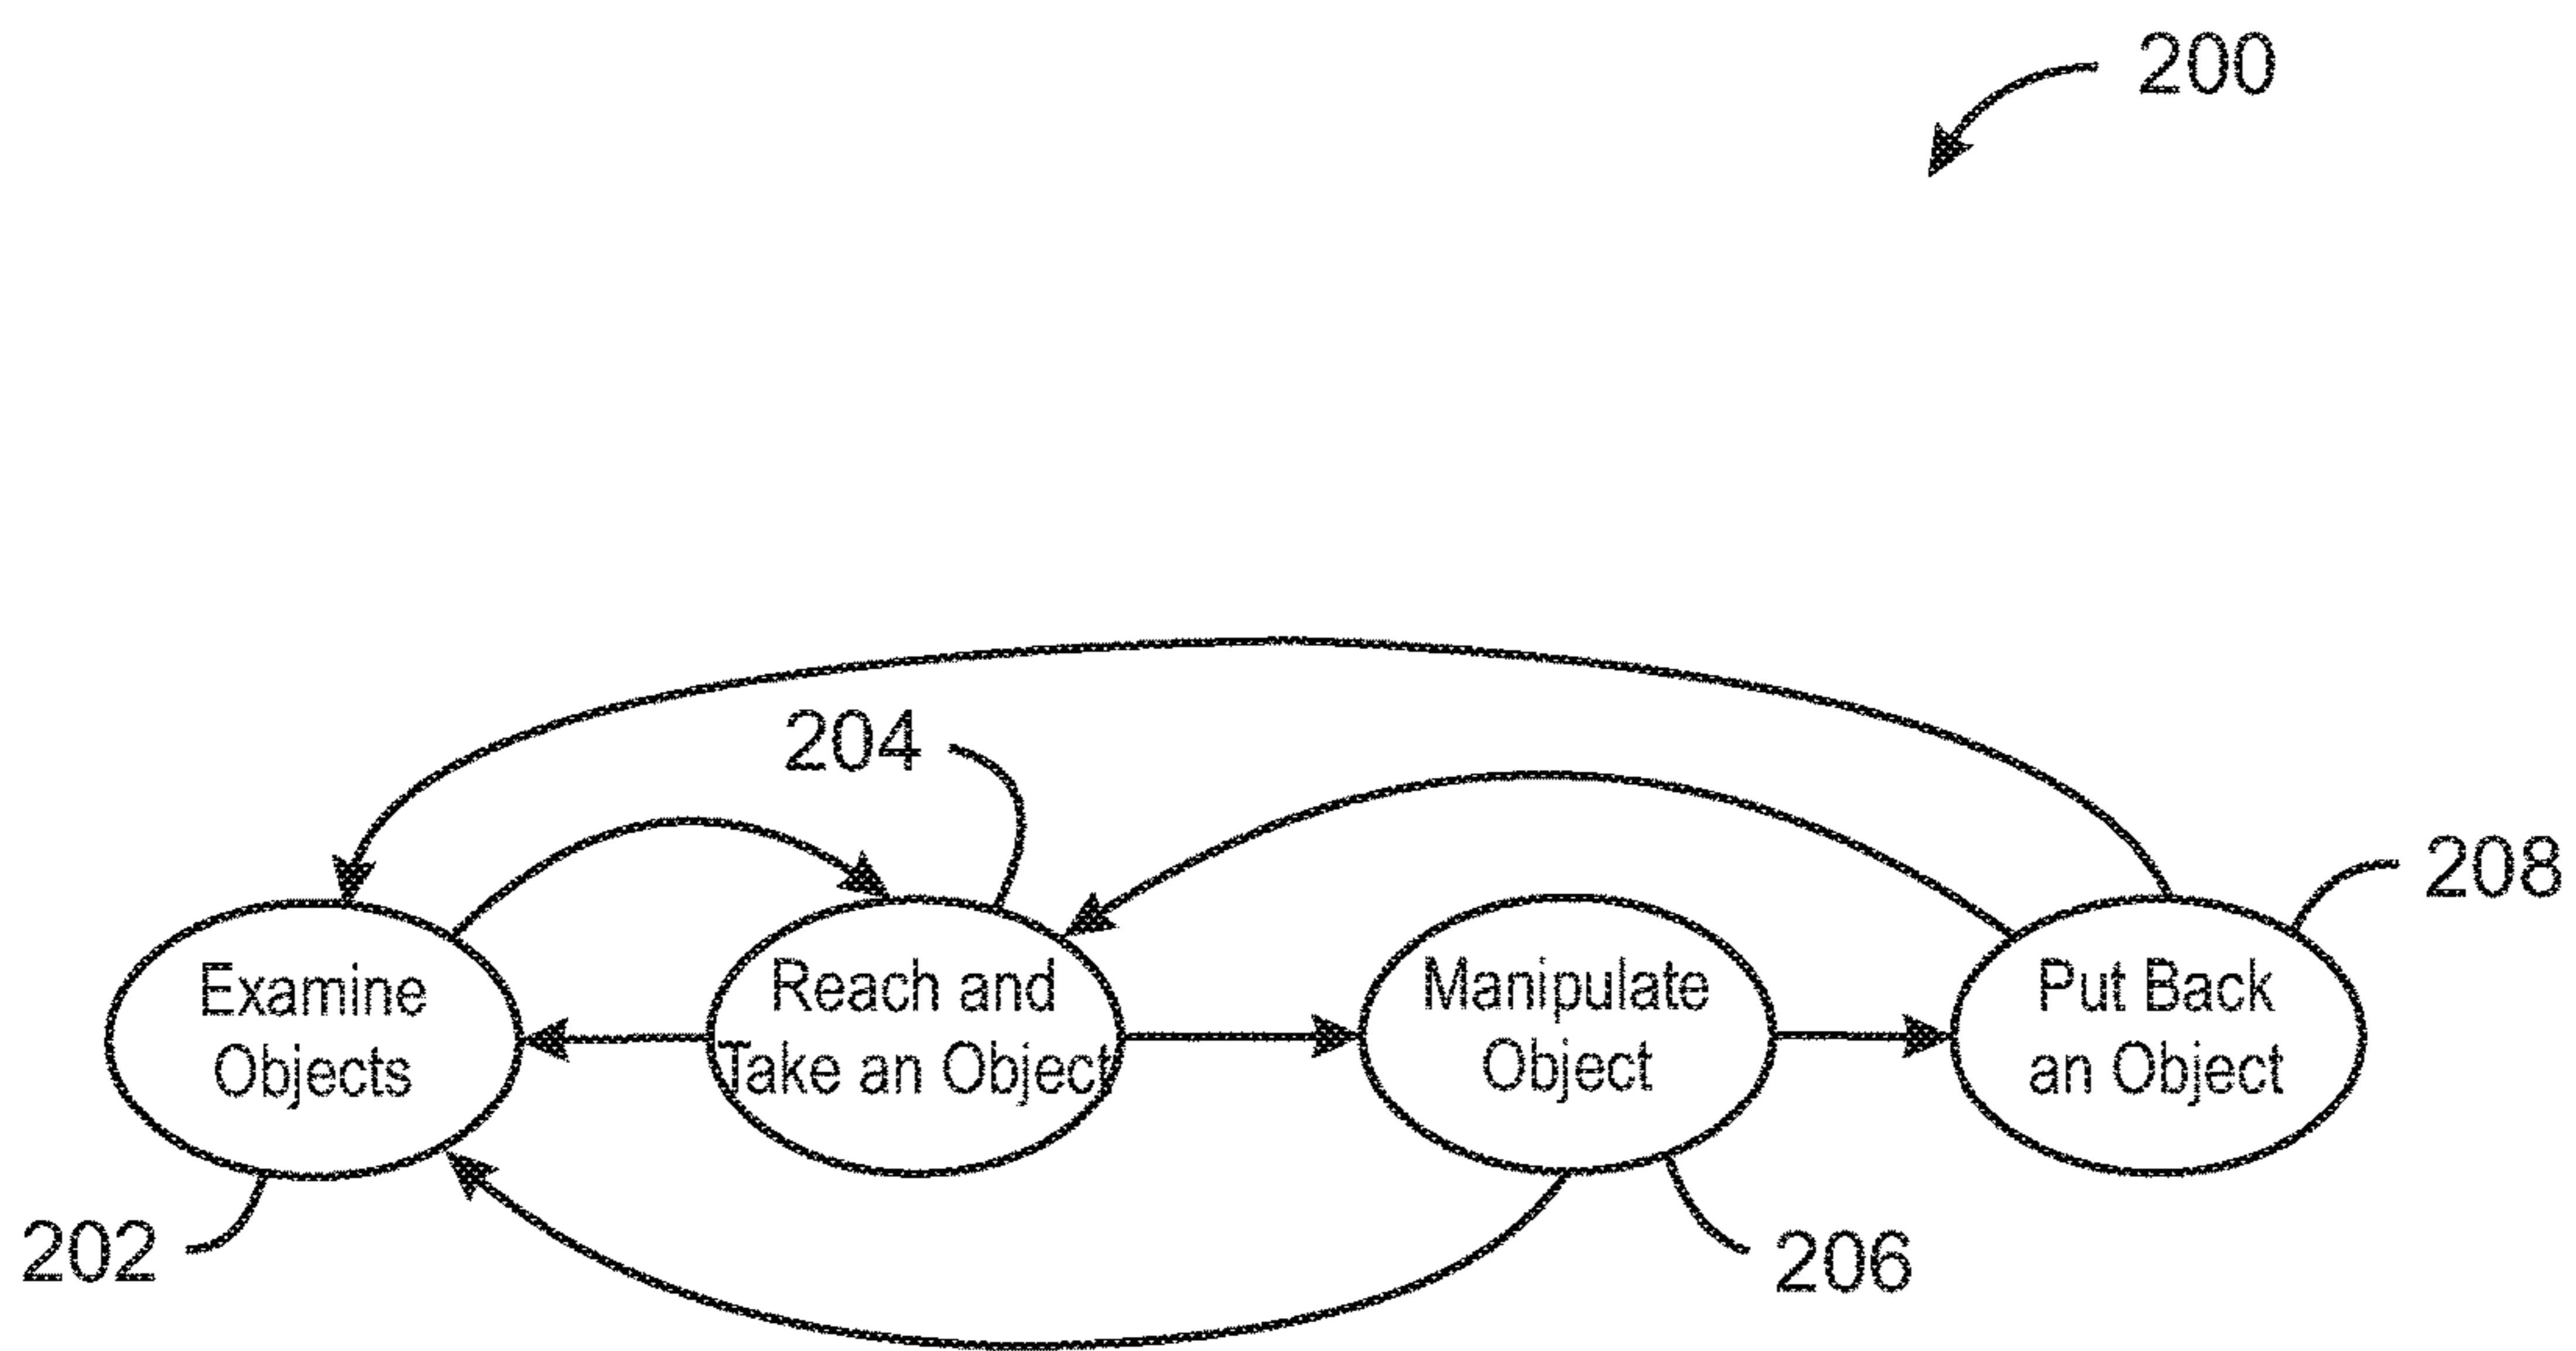 200
204
208
Examine
Objects
Reach and
Take an Object
Manipulate
Object
Put Back
an Object
202
206